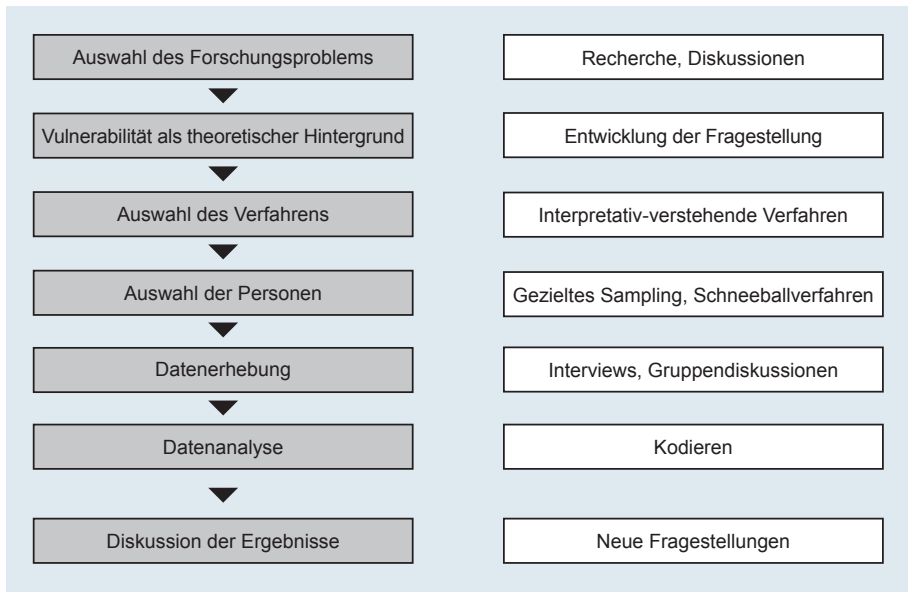 Auswahl des Forschungsproblems
Recherche, Diskussionen
Vulnerabilität als theoretischer Hintergrund
Entwicklung der Fragestellung
Auswahl des Verfahrens
Interpretativ-verstehende Verfahren
Auswahl der Personen
Gezieltes Sampling, Schneeballverfahren
Datenerhebung
Interviews, Gruppendiskussionen
Datenanalyse
Kodieren
Diskussion der Ergebnisse
Neue Fragestellungen